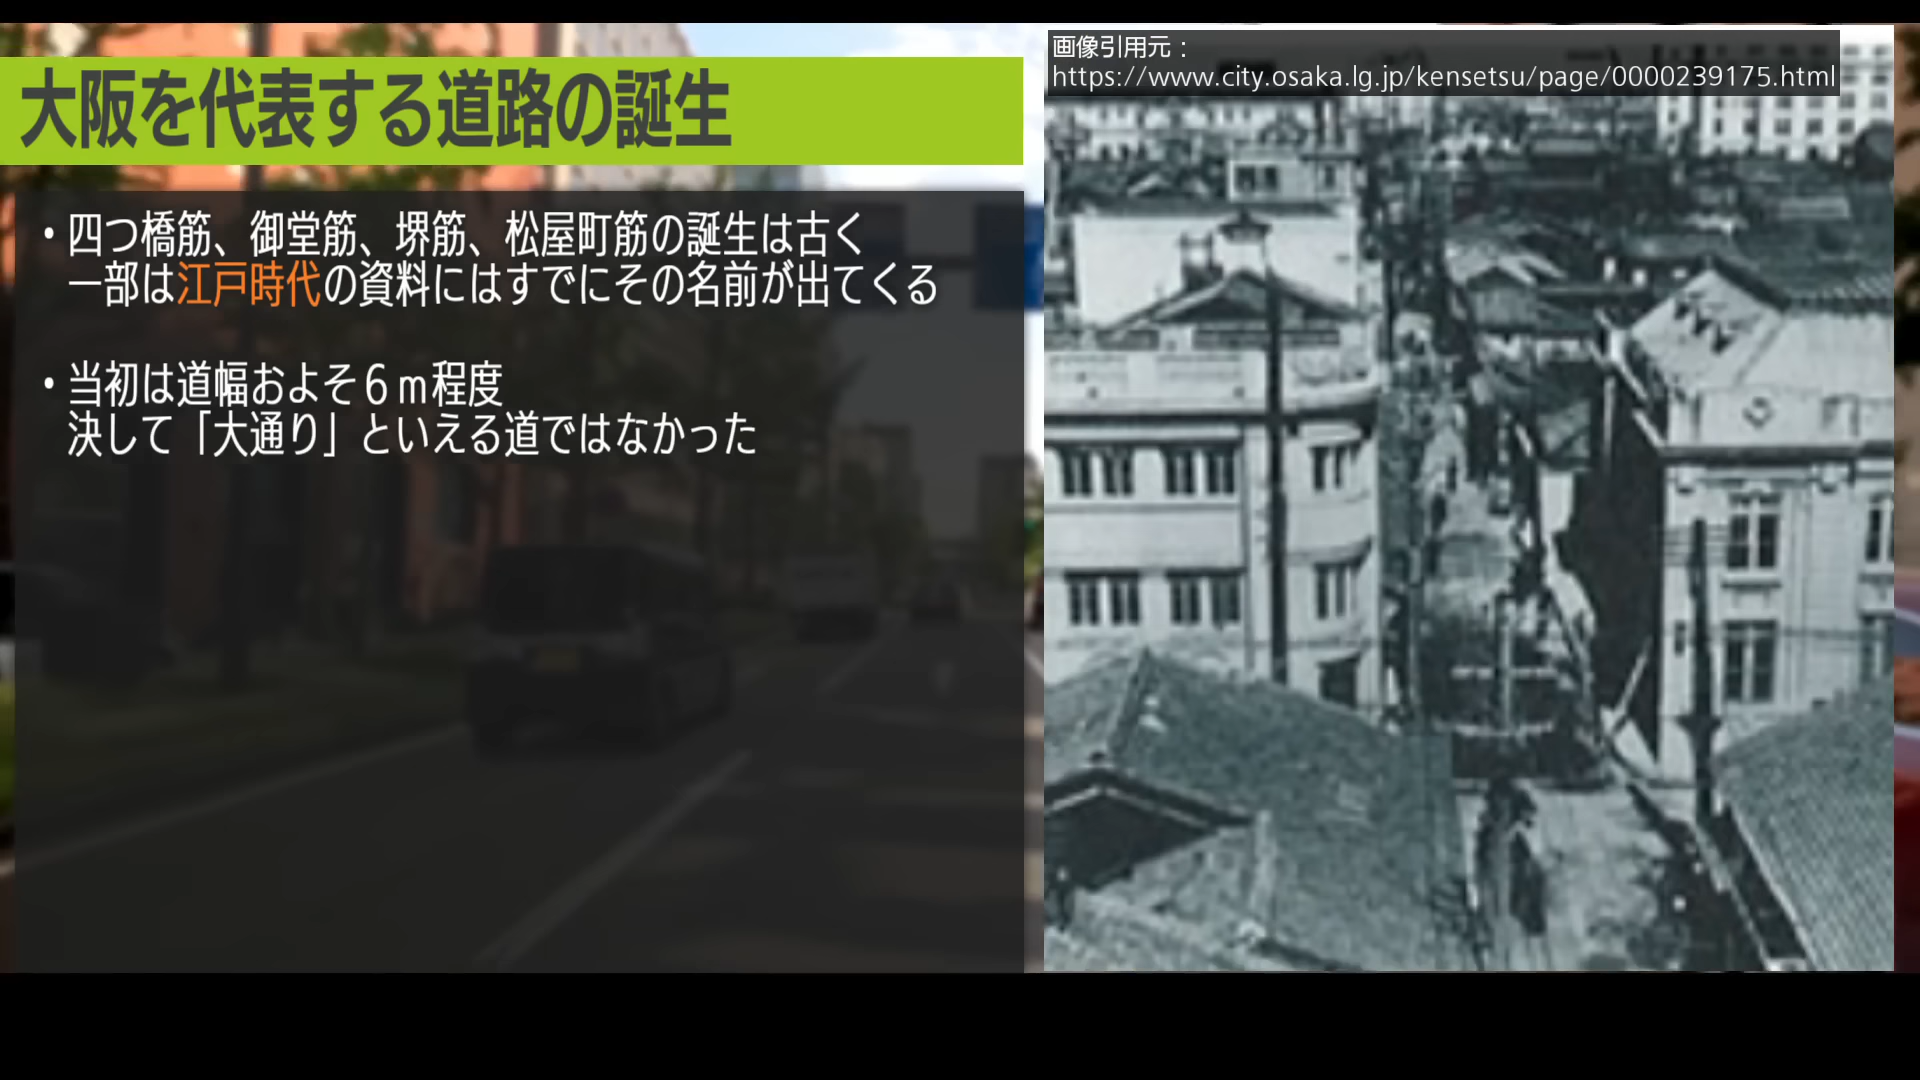 大阪を代表する道路の誕生
・四つ橋筋、御堂筋、堺筋、松屋町筋の誕生は古く
一部は江戸時代の資料にはすでにその名前が出てくる
・当初は道幅およそ６ｍ程度
決して「大通り」といえる道ではなかった
画像引用元：
https://www.city.osaka.lg.jp/kensetsu/page/0000239175.html